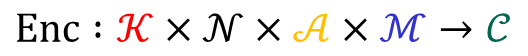 Enc : 𝒦 × 𝒩 × 𝒜 × ℳ → 𝒞